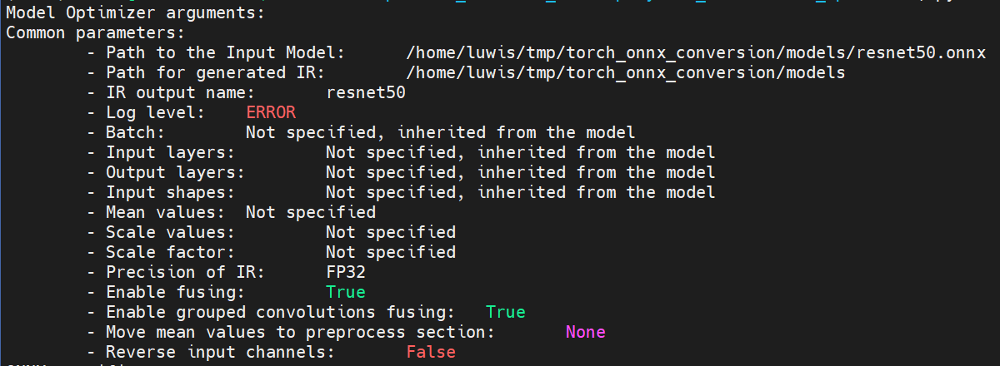 Model Optimizer arguments:
Common parameters:
- Path to the Input Model: /home/luwis/tmp/torch_onnx_conversion/models/resnet50.onnx
- Path for generated IR: /home/luwis/tmp/torch_onnx_conversion/models
- IR output name: resnet50
- Log level: ERROR
- Batch: Not specified, inherited from the model
- Input layers: Not specified, inherited from the model
- Output layers: Not specified, inherited from the model
- Input shapes: Not specified, inherited from the model
- Mean values: Not specified
- Scale values: Not specified
- Scale factor: Not specified
- Precision of IR: FP32
- Enable fusing: True
- Enable grouped convolutions fusing: True
- Move mean values to preprocess section: None
- Reverse input channels: False